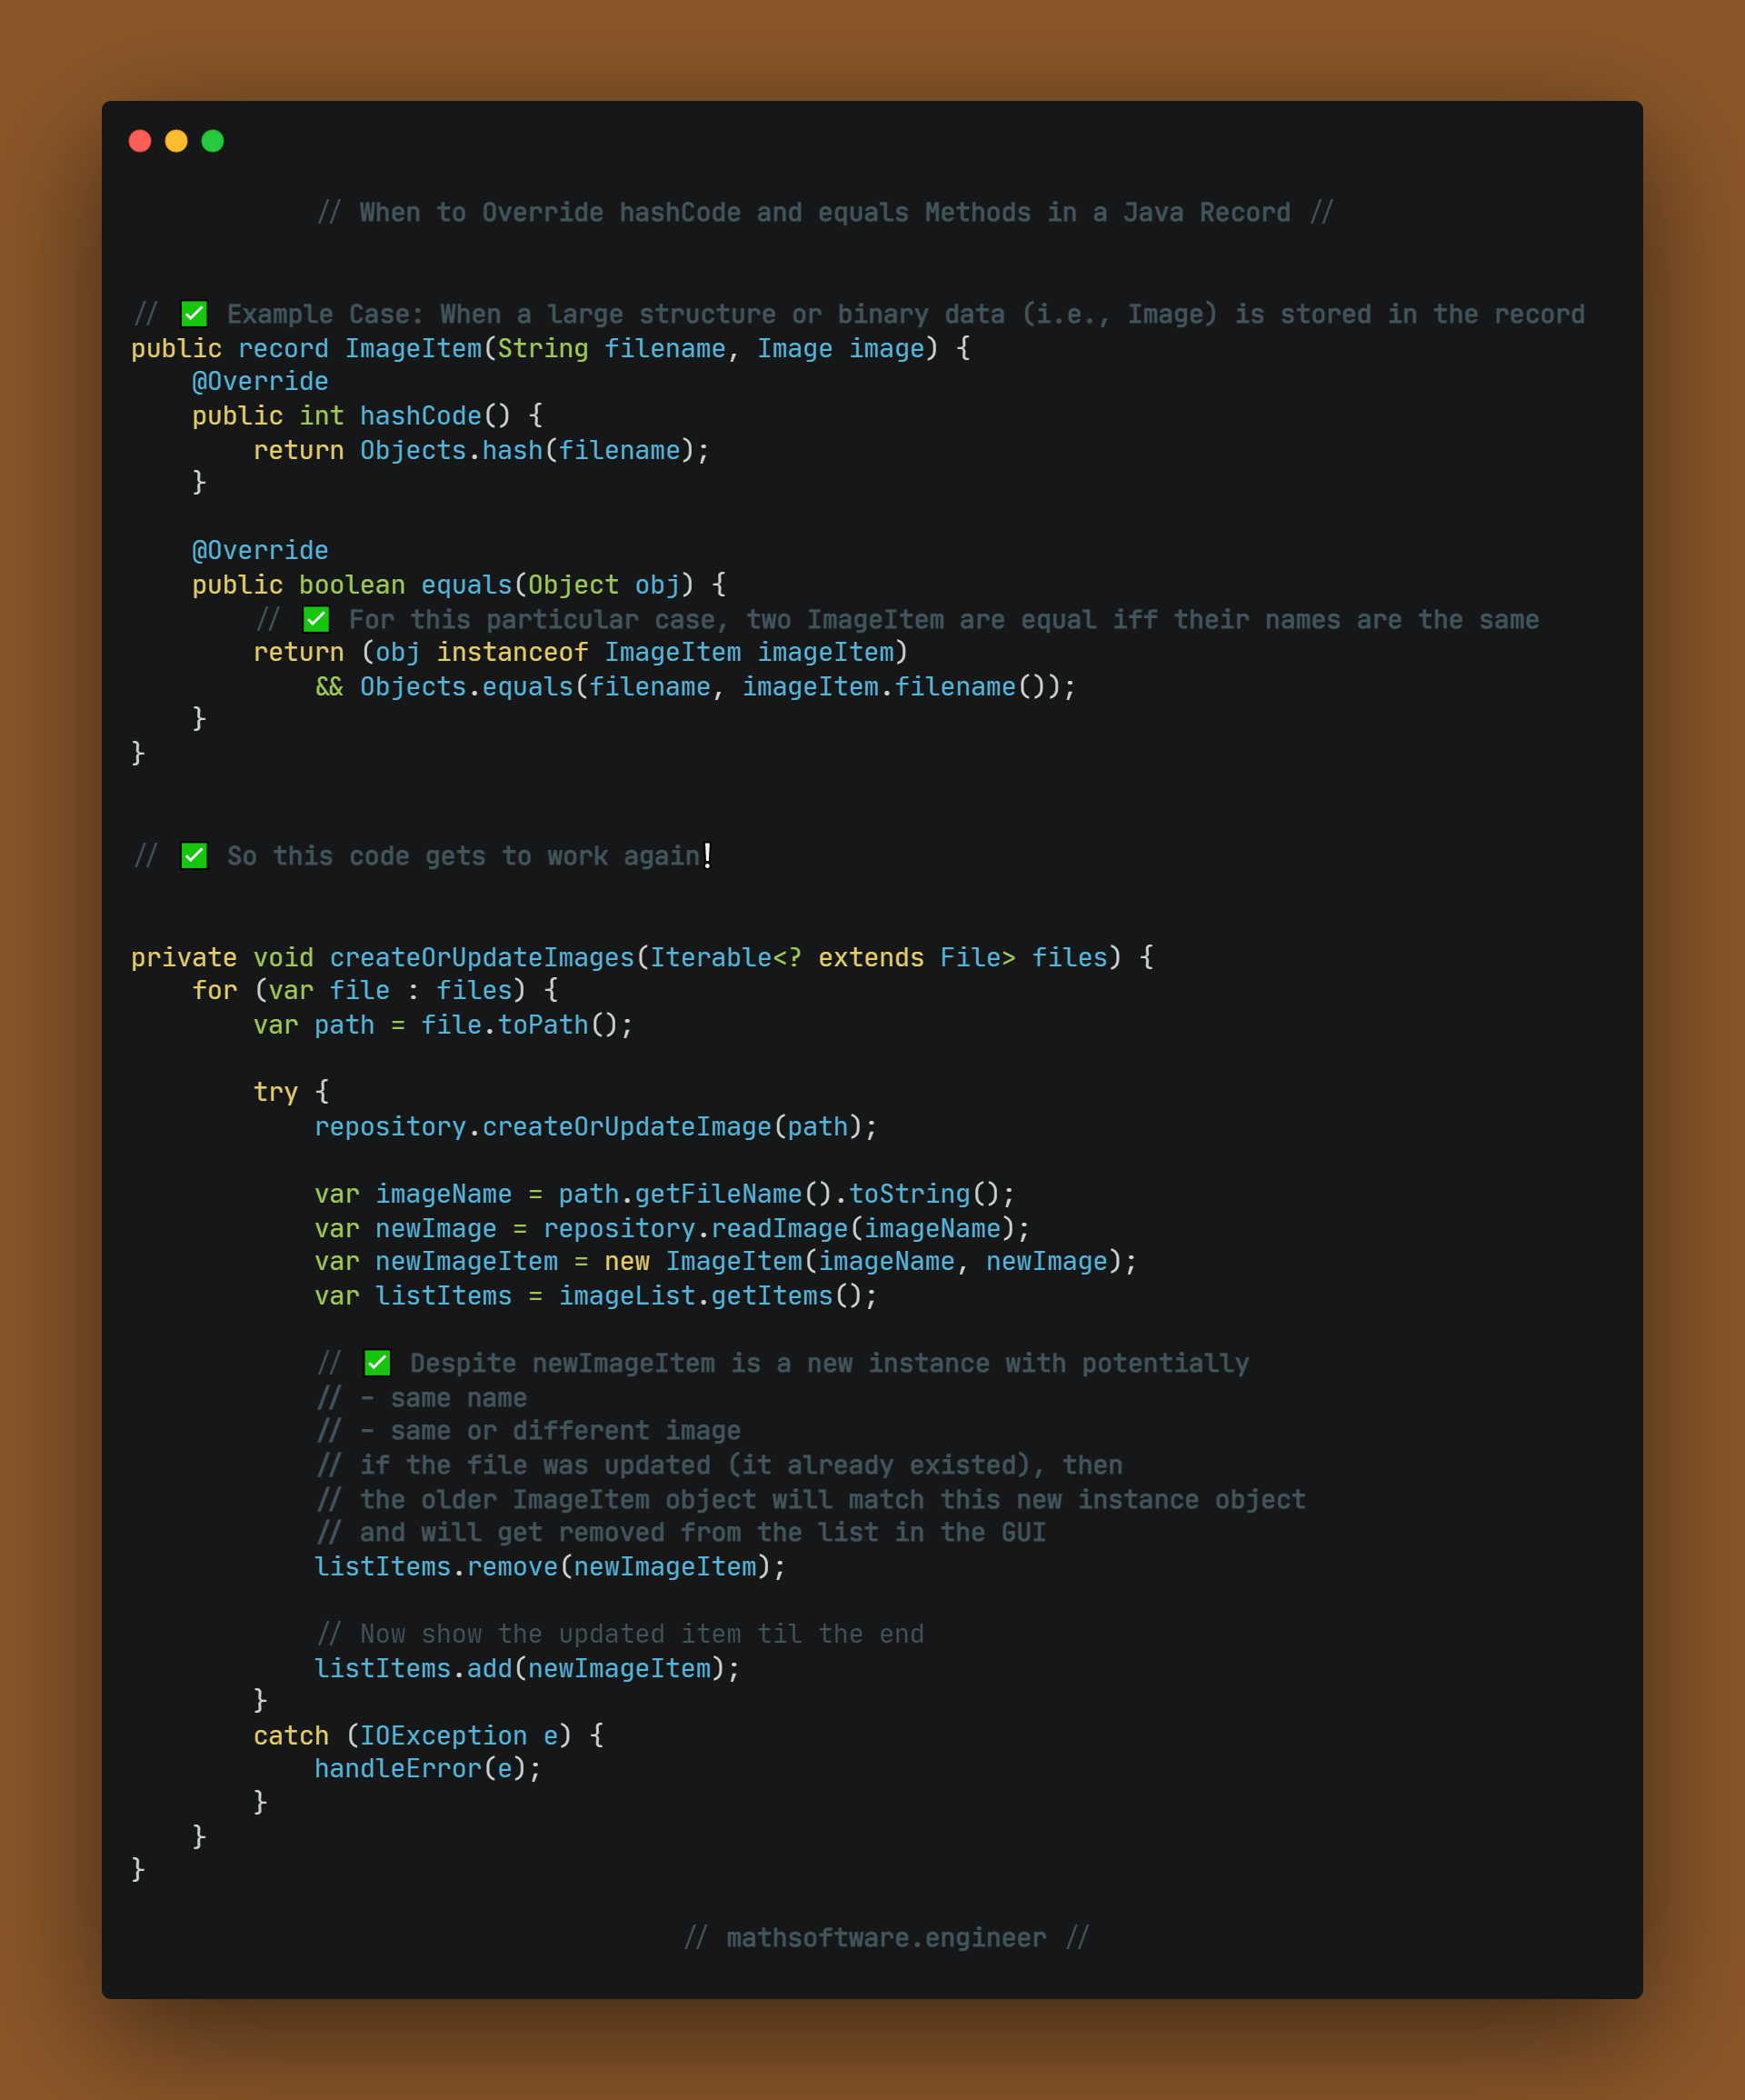 // When to Override hashCode and equals Methods in a Java Record //
// ✅ Example Case: When a large structure or binary data (i.e., Image) is stored in the record
public record ImageItem(String filename, Image image) {
    @Override
    public int hashCode() {
        return Objects.hash(filename);
    }
    @Override
    public boolean equals(Object obj) {
        // ✅ For this particular case, two ImageItem are equal iff their names are the same
        return (obj instanceof ImageItem imageItem)
            && Objects.equals(filename, imageItem.filename());
    }
}
// ✅ So this code gets to work again❗
private void createOrUpdateImages(Iterable<? extends File> files) {
    for (var file : files) {
        var path = file.toPath();
        try {
            repository.createOrUpdateImage(path);
            var imageName = path.getFileName().toString();
            var newImage = repository.readImage(imageName);
            var newImageItem = new ImageItem(imageName, newImage);
            var listItems = imageList.getItems();
            // ✅ Despite newImageItem is a new instance with potentially
            // - same name
            // - same or different image
            // if the file was updated (it already existed), then
            // the older ImageItem object will match this new instance object
            // and will get removed from the list in the GUI
            listItems.remove(newImageItem);
            // Now show the updated item til the end
            listItems.add(newImageItem);
        }
        catch (IOException e) {
            handleError(e);
        }
    }
}
// mathsoftware.engineer //